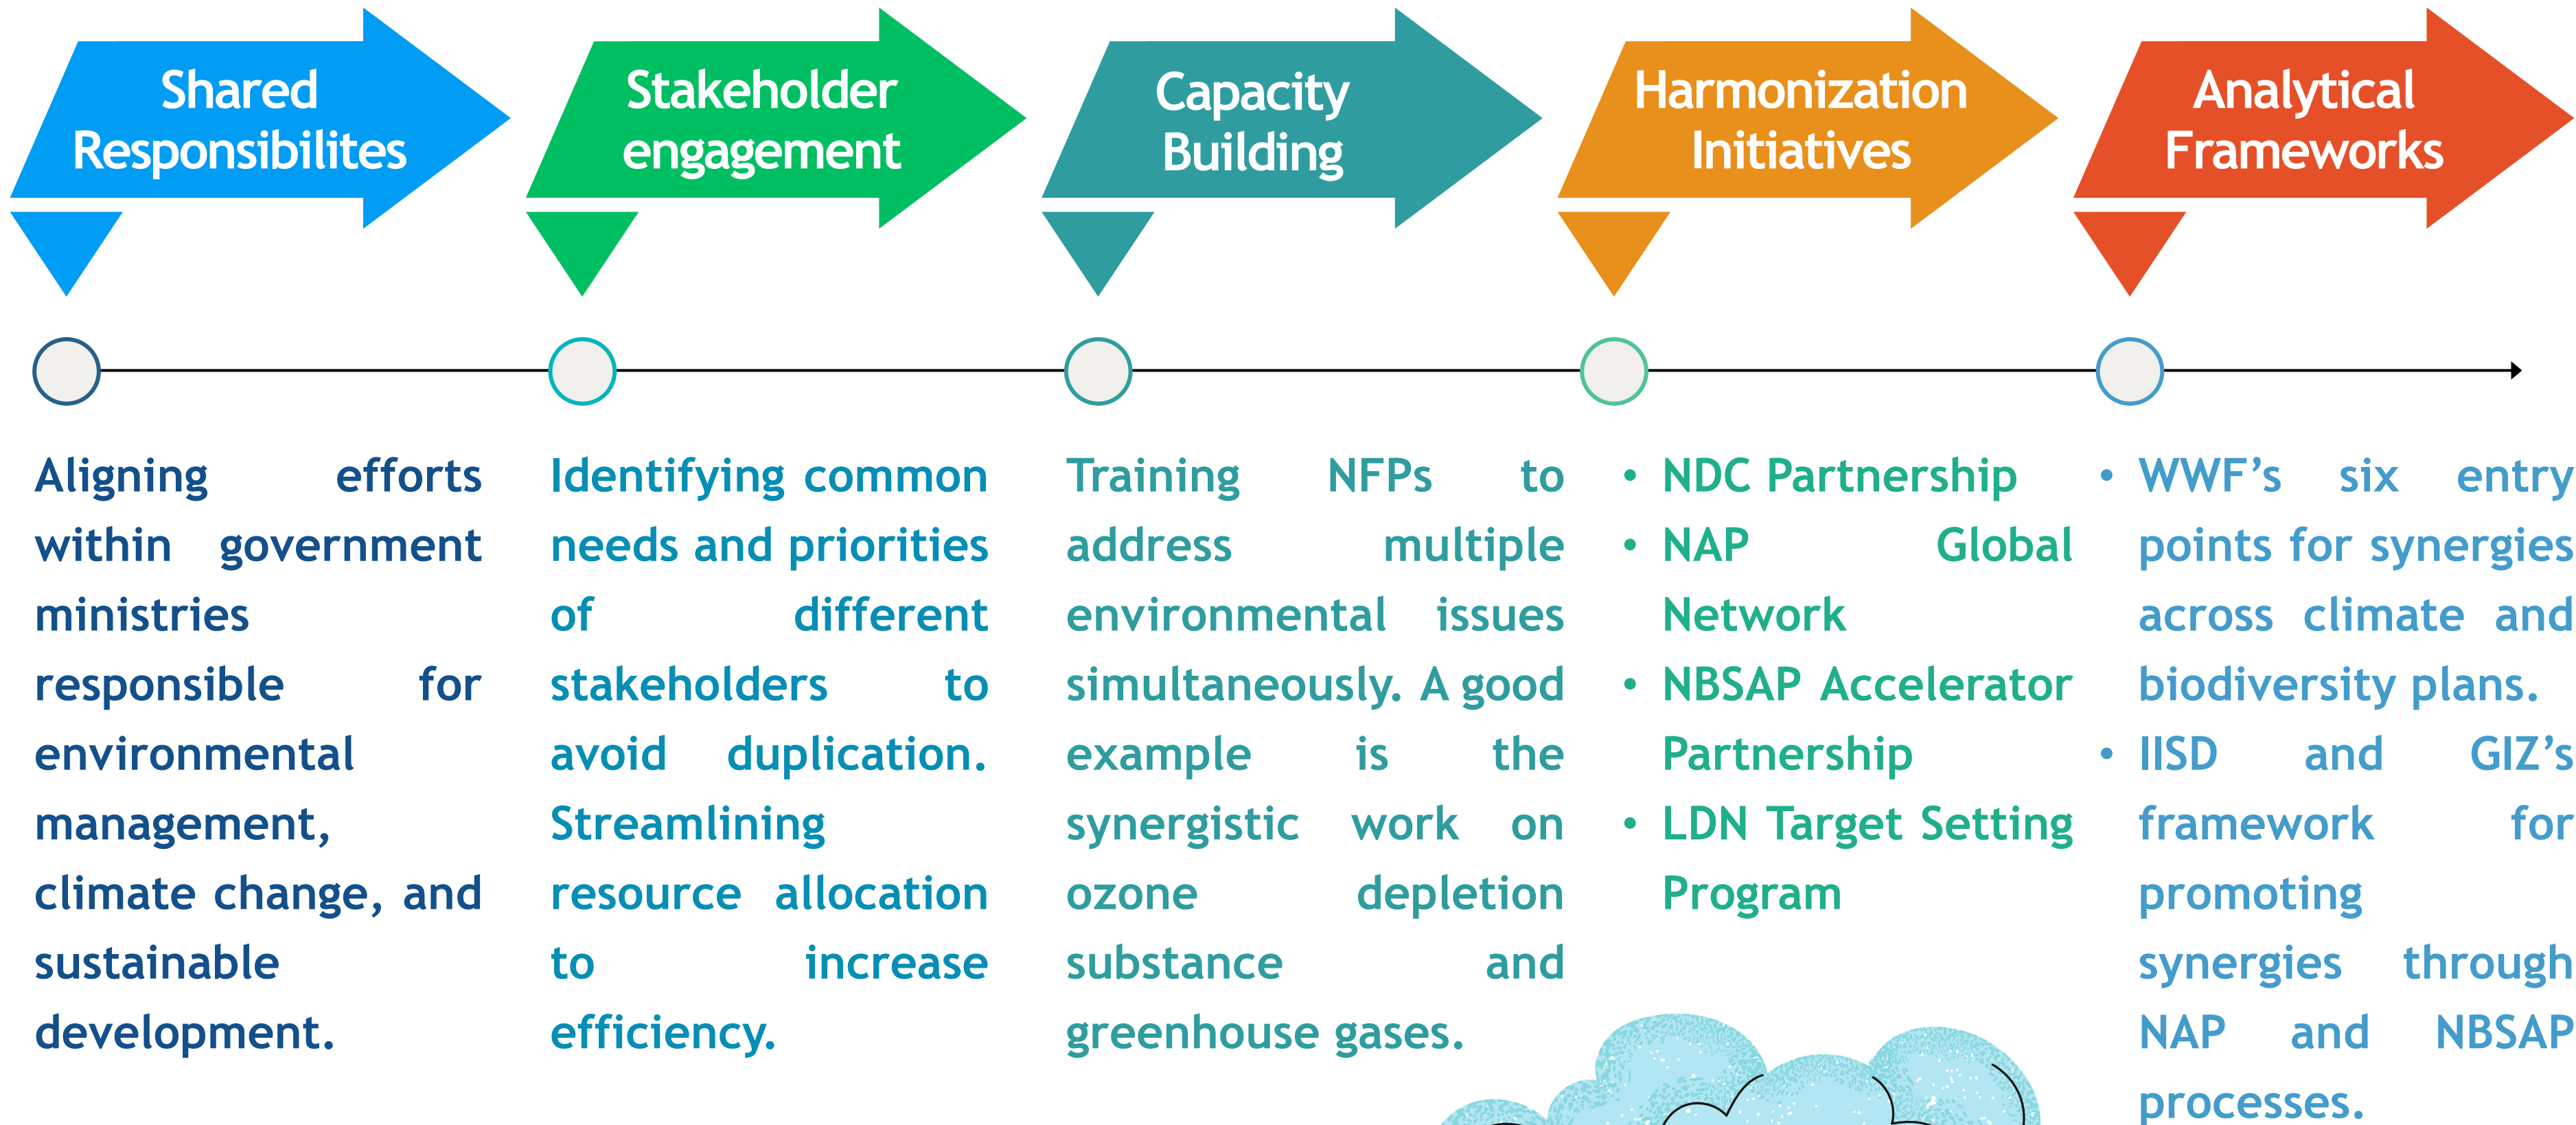 Shared
Responsibilites
Stakeholder
engagement
Capacity
Building
Harmonization
Initiatives
Analytical
Frameworks
Aligning efforts
within government
ministries
responsible for
environmental
management,
climate change, and
sustainable
development.
Identifying common
needs and priorities
of different
stakeholders to
avoid duplication.
Streamlining
resource allocation
to increase
efficiency.
Training NFPs to
address multiple
environmental issues
simultaneously. A good
example is the
synergistic work on
ozone depletion
substance and
greenhouse gases.
• NDC Partnership
• NAP Global
Network
• NBSAP Accelerator
Partnership
• LDN Target Setting
Program
• WWF’s six entry
points for synergies
across climate and
biodiversity plans.
• IISD and GIZ’s
framework for
promoting
synergies through
NAP and NBSAP
processes.